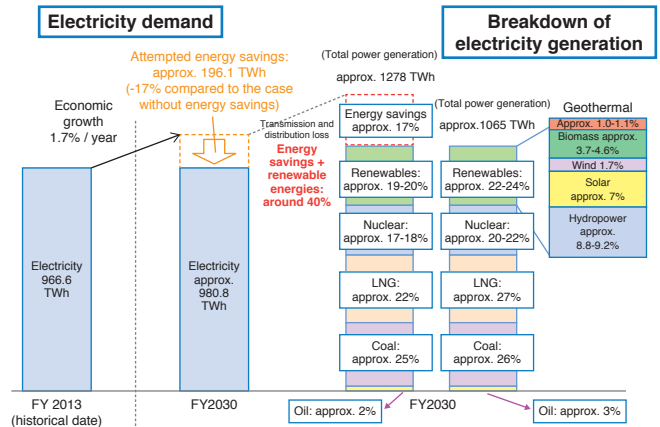 Electricity demand
Breakdown of
electricity generation
Attempted energy savings:
approx. 196.1 TWh
(-17% compared to the case
without energy savings)
Economic
growth
1.7% / year
(Total power generation)
approx. 1278 TWh
Transmission and
distribution loss
Energy
savings +
renewable
energies:
around 40%
(Total power generation)
approx.1065 TWh
Geothermal
Energy savings
approx. 17%
Renewables:
approx. 19-20%
Nuclear:
approx. 17-18%
LNG:
approx. 22%
Coal:
approx. 25%
Renewables:
approx. 22-24%
Nuclear:
approx. 20-22%
LNG:
approx. 27%
Coal:
approx. 26%
Approx. 1.0-1.1%
Biomass approx.
3.7-4.6%
Wind 1.7%
Solar
approx. 7%
Hydropower
approx.
8.8-9.2%
Electricity
966.6
TWh
Electricity
approx.
980.8
TWh
FY 2013
(historical date)
FY2030
FY2030
Oil: approx. 2%
Oil: approx. 3%